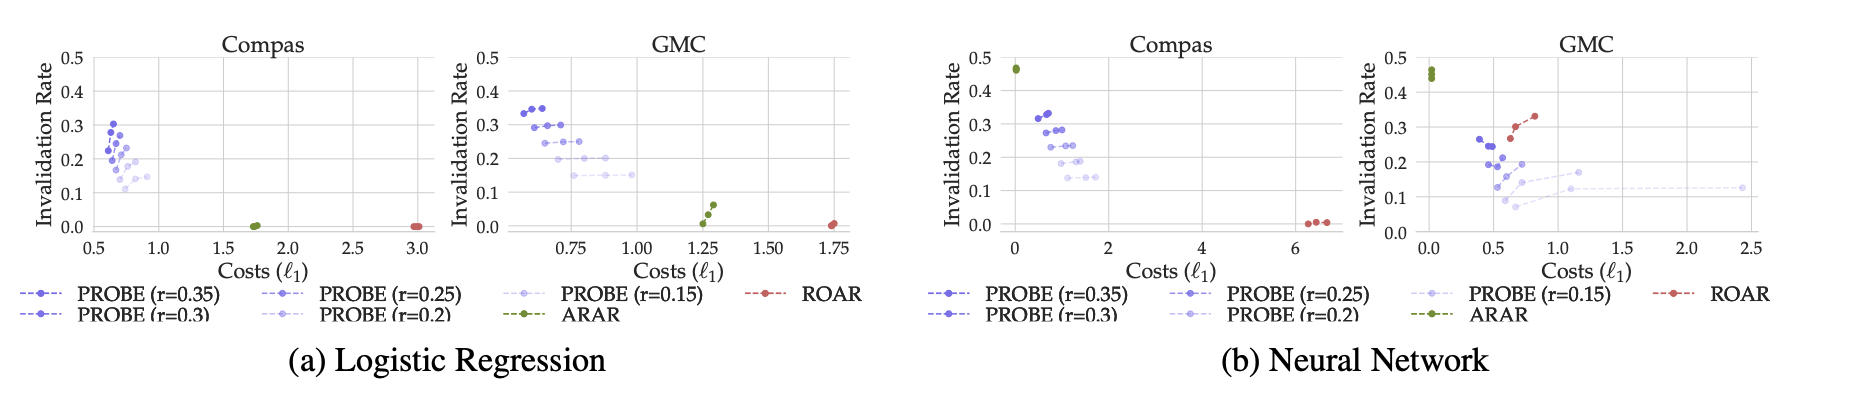 Compas
GMC
Compas
GMC
Invalidation Rate
0.5
0.4
0.3
0.2
0.1
0.0
0.5 1.0 1.5 2.0 2.5 3.0
Costs (ℓ1)
Invalidation Rate
0.5
0.4
0.3
0.2
0.1
0.0
0.75 1.00 1.25 1.50 1.75
Costs (ℓ1)
PROBE (r=0.35) PROBE (r=0.25) PROBE (r=0.15) ROAR
PROBE (r=0.3) PROBE (r=0.2) ARAR
(a) Logistic Regression
Invalidation Rate
0.5
0.4
0.3
0.2
0.1
0.0
0 2 4 6
Costs (ℓ1)
Invalidation Rate
0.5
0.4
0.3
0.2
0.1
0.0
0.0 0.5 1.0 1.5 2.0 2.5
Costs (ℓ1)
PROBE (r=0.35) PROBE (r=0.25) PROBE (r=0.15) ROAR
PROBE (r=0.3) PROBE (r=0.2) ARAR
(b) Neural Network